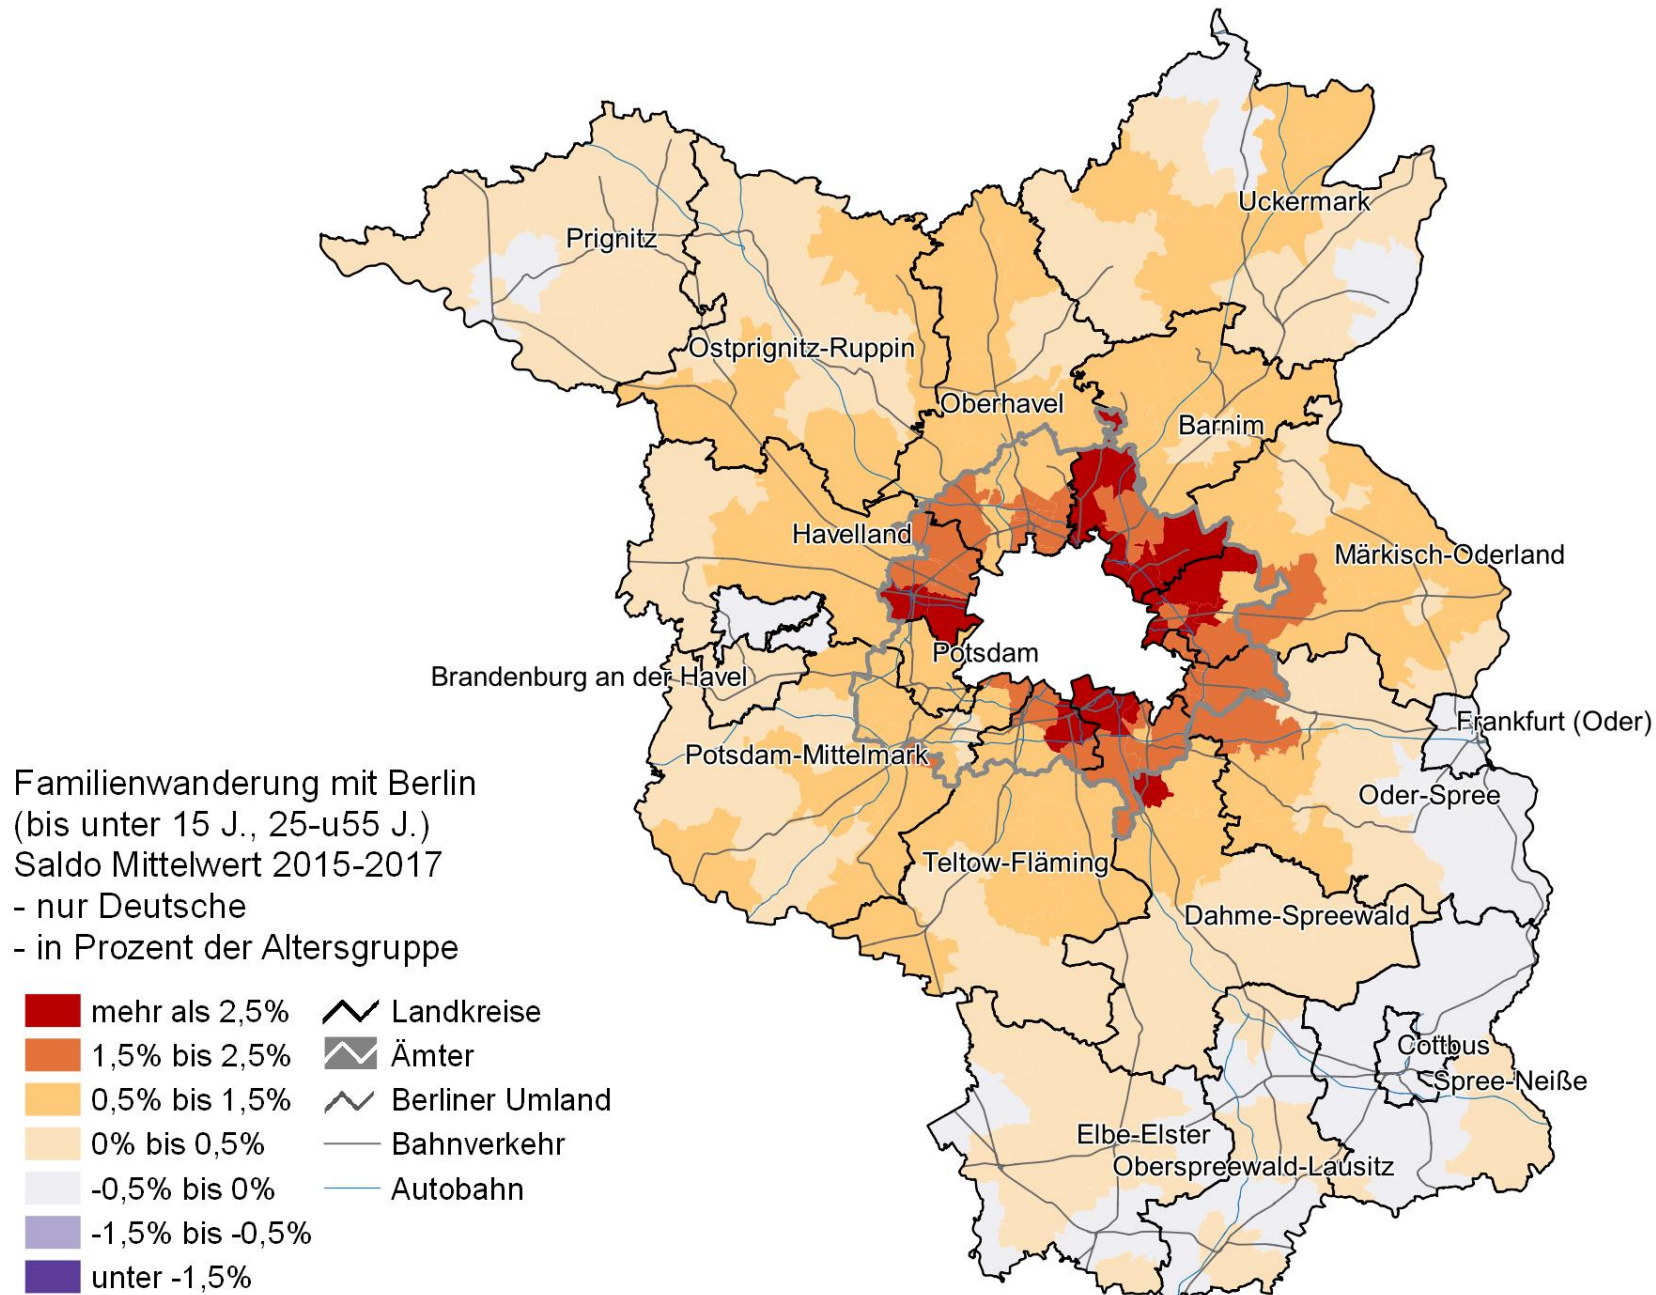 Uckermark
Prignitz
Ostprignitz-Ruppin
Oberhavel
Barnim
Havelland
Märkisch-Oderland
Potsdam
Brandenburg an der Havel
Frankfurt (Oder)
Potsdam-Mittelmark
Oder-Spree
Teltow-Fläming
Dahme-Spreewald
Cottbus
Spree-Neiße
Elbe-Elster
Oberspreewald-Lausitz
Familienwanderung mit Berlin
(bis unter 15 J., 25-u55 J.)
Saldo Mittelwert 2015-2017
- nur Deutsche
- in Prozent der Altersgruppe
mehr als 2,5%
1,5% bis 2,5%
0,5% bis 1,5%
0% bis 0,5%
-0,5% bis 0%
-1,5% bis -0,5%
unter -1,5%
Landkreise
Ämter
Berliner Umland
Bahnverkehr
Autobahn